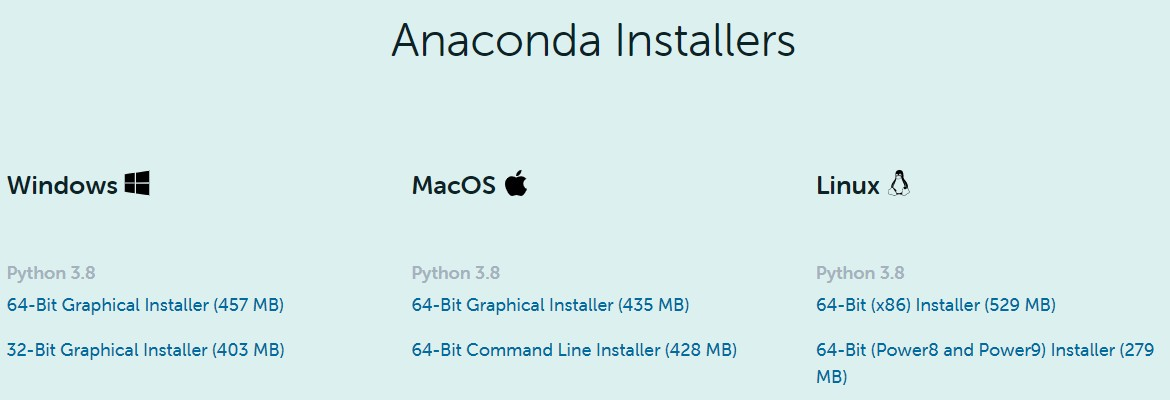 Anaconda Installers
Windows
Python 3.8
64-Bit Graphical Installer (457 MB)
32-Bit Graphical Installer (403 MB)
MacOS
Python 3.8
64-Bit Graphical Installer (435 MB)
64-Bit Command Line Installer (428 MB)
Linux
Python 3.8
64-Bit (x86) Installer (529 MB)
64-Bit (Power8 and Power9) Installer (279
MB)